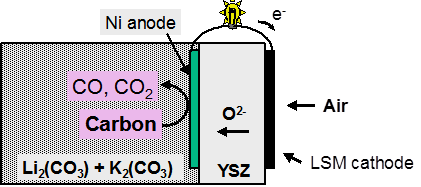 Ni anode
e-
CO, CO2
Carbon
O2-
Air
Li2(CO3) + K2(CO3)
YSZ
LSM cathode